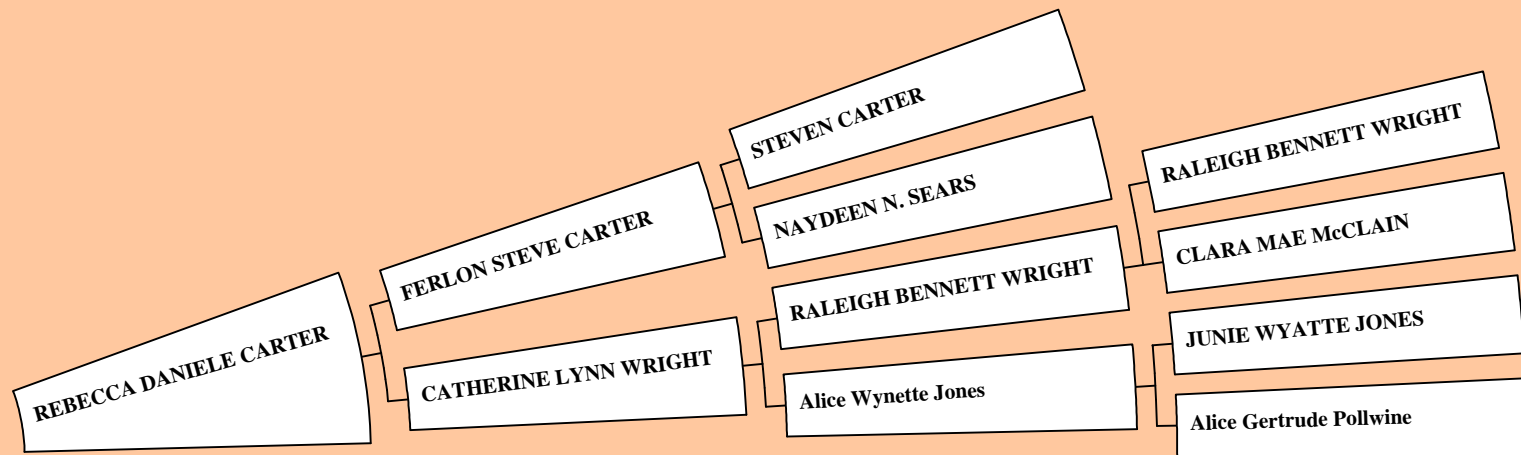 REBECCA DANIELE CARTER
FERLON STEVE CARTER
CATHERINE LYNN WRIGHT
STEVEN CARTER
NAYDEEN N. SEARS
RALEIGH BENNETT WRIGHT
Alice Wynette Jones
RALEIGH BENNETT WRIGHT
CLARA MAE McCLAIN
JUNIE WYATTE JONES
Alice Gertrude Pollwine